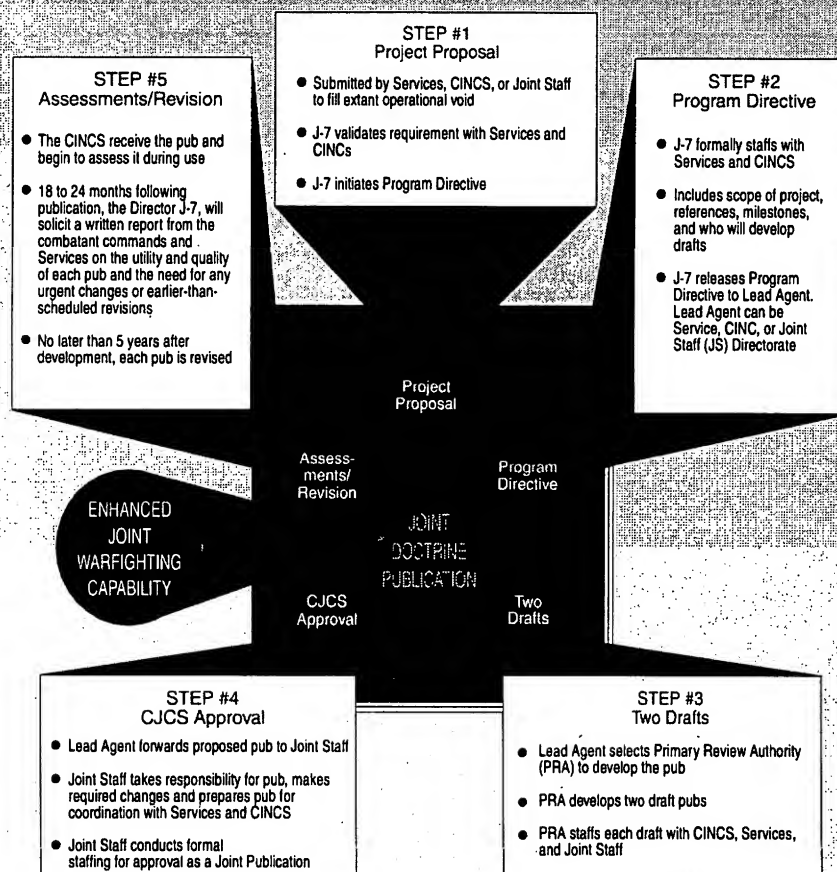 STEP #1
Project Proposal
● Submitted by Services, CINCS, or Joint Staff
to fill extant operational void
● J-7 validates requirement with Services and
CINCs
● J-7 initiates Program Directive
STEP #2
Program Directive
● J-7 formally staffs with
Services and CINCS
● Includes scope of project,
references, milestones,
and who will develop
drafts
● J-7 releases Program
Directive to Lead Agent.
Lead Agent can be
Service, CINC, or Joint
Staff (JS) Directorate
STEP #3
Two Drafts
● Lead Agent selects Primary Review Authority
(PRA) to develop the pub
● PRA develops two draft pubs
● PRA staffs each draft with CINCS, Services,
and Joint Staff
STEP #4
CJCS Approval
● Lead Agent forwards proposed pub to Joint Staff
● Joint Staff takes responsibility for pub, makes
required changes and prepares pub for
coordination with Services and CINCS
● Joint Staff conducts formal
staffing for approval as a Joint Publication
STEP #5
Assessments/Revision
● The CINCS receive the pub and
begin to assess it during use
● 18 to 24 months following
publication, the Director J-7, will
solicit a written report from the
combatant commands and
Services on the utility and quality
of each pub and the need for any
urgent changes or earlier-than-
scheduled revisions
● No later than 5 years after
development, each pub is revised
Project
Proposal
Assess-
ments/
Revision
Program
Directive
JOINT
DOCTRINE
PUBLICATION
CJCS
Approval
Two
Drafts
ENHANCED
JOINT
WARFIGHTING
CAPABILITY